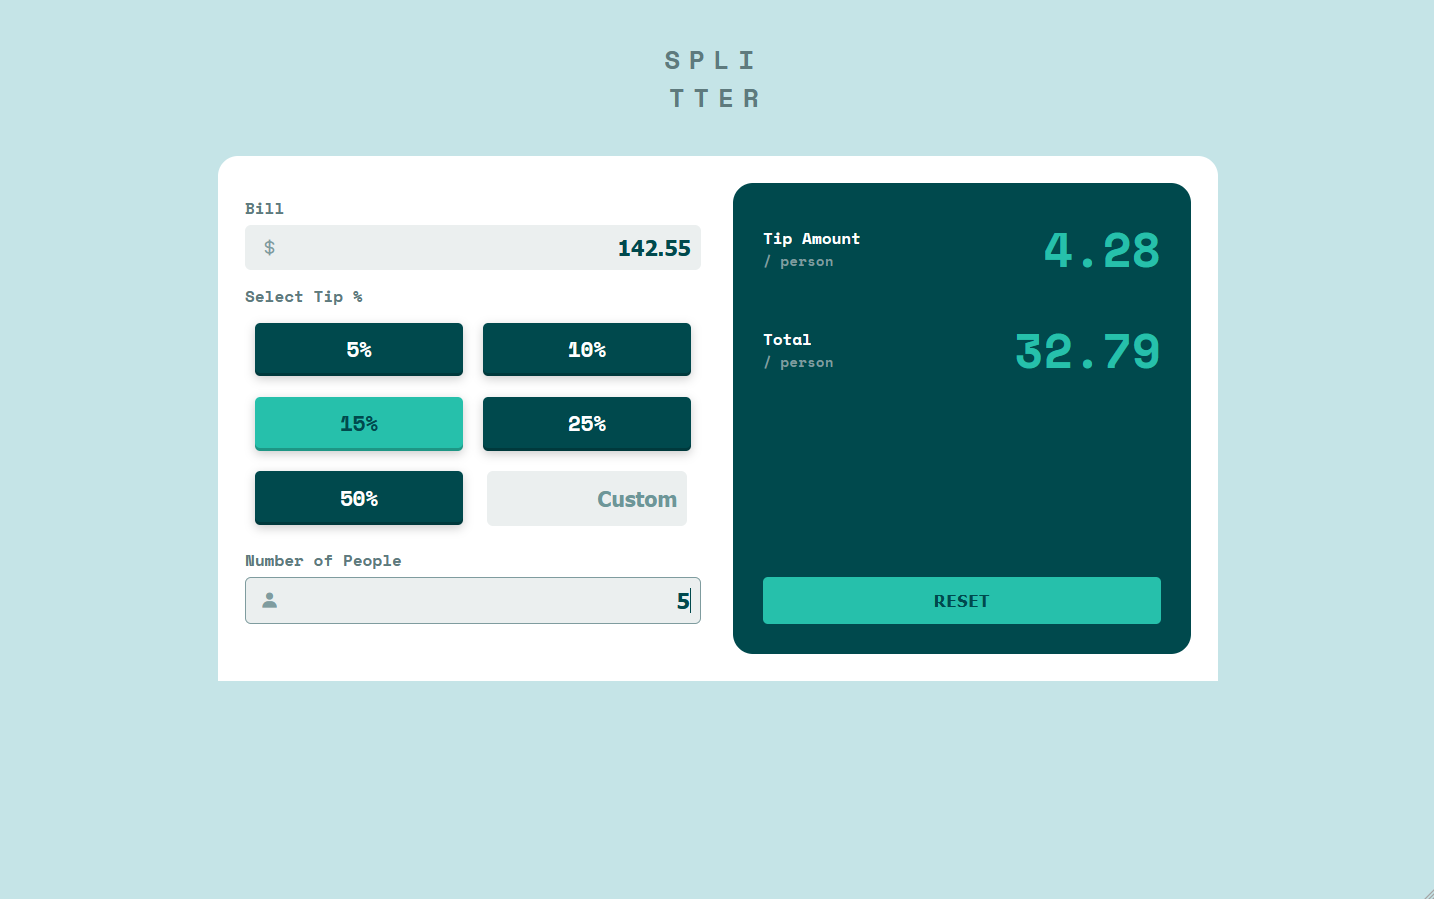 SPLI
TTER
Bill
$ 142.55
Select Tip %
5% 10%
15% 25%
50% Custom
Number of People
5
Tip Amount
/ person
4.28
Total
/ person
32.79
RESET